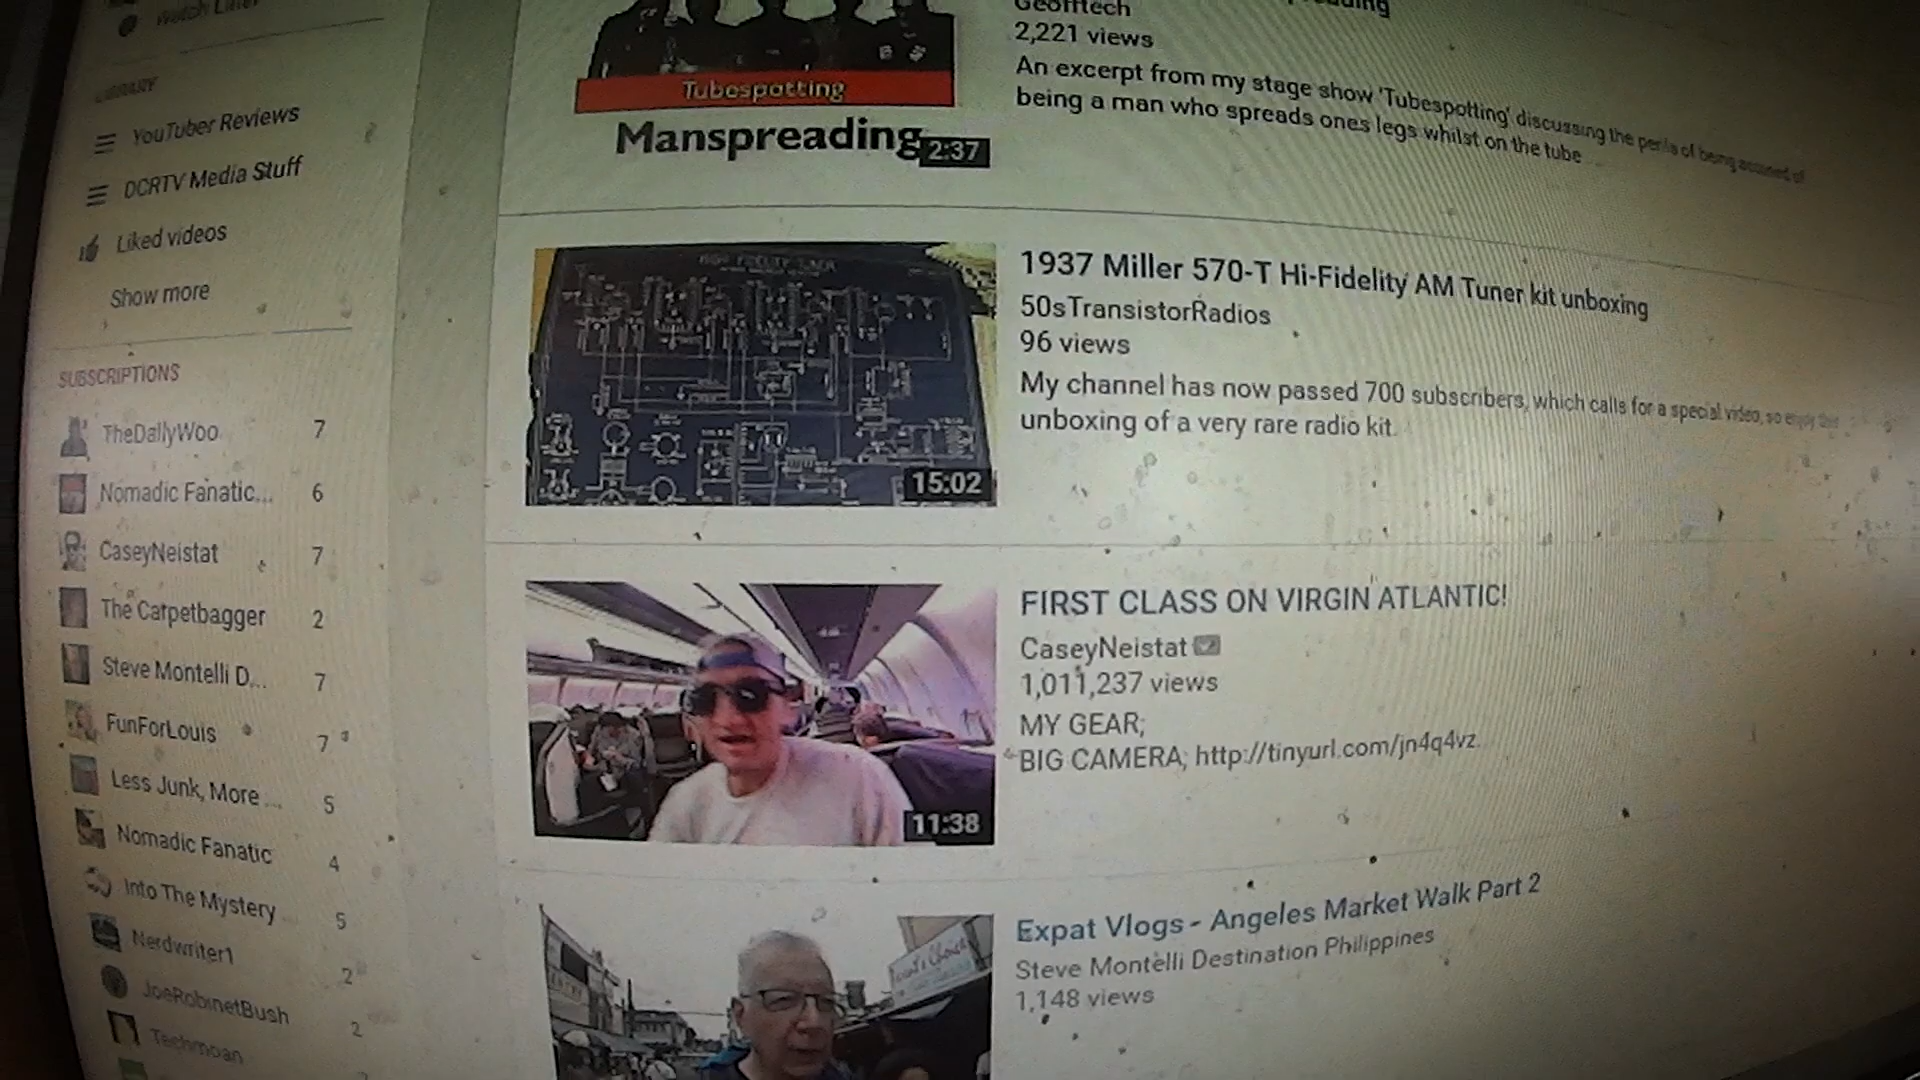 Watch Later
LIBRARY
YouTuber Reviews
DCRTV Media Stuff
Liked videos
Show more
SUBSCRIPTIONS
TheDailyWoo 7
Nomadic Fanatic... 6
CaseyNeistat 7
The Carpetbagger 2
Steve Montelli D... 7
FunForLouis 7
Less Junk, More ... 5
Nomadic Fanatic 4
Into The Mystery 5
Nerdwriter1 2
JoeRobinetBush 2
Techmoan
Tubespotting
Manspreading
2:37
Geofftech
2,221 views
An excerpt from my stage show 'Tubespotting' discussing the perils of being accused of
being a man who spreads ones legs whilst on the tube
HIGH FIDELITY TUNER
15:02
1937 Miller 570-T Hi-Fidelity AM Tuner kit unboxing
50sTransistorRadios
96 views
My channel has now passed 700 subscribers, which calls for a special video, so enjoy this
unboxing of a very rare radio kit.
11:38
FIRST CLASS ON VIRGIN ATLANTIC!
CaseyNeistat
1,011,237 views
MY GEAR;
BIG CAMERA; http://tinyurl.com/jn4q4vz
Expat Vlogs - Angeles Market Walk Part 2
Steve Montelli Destination Philippines
1,148 views